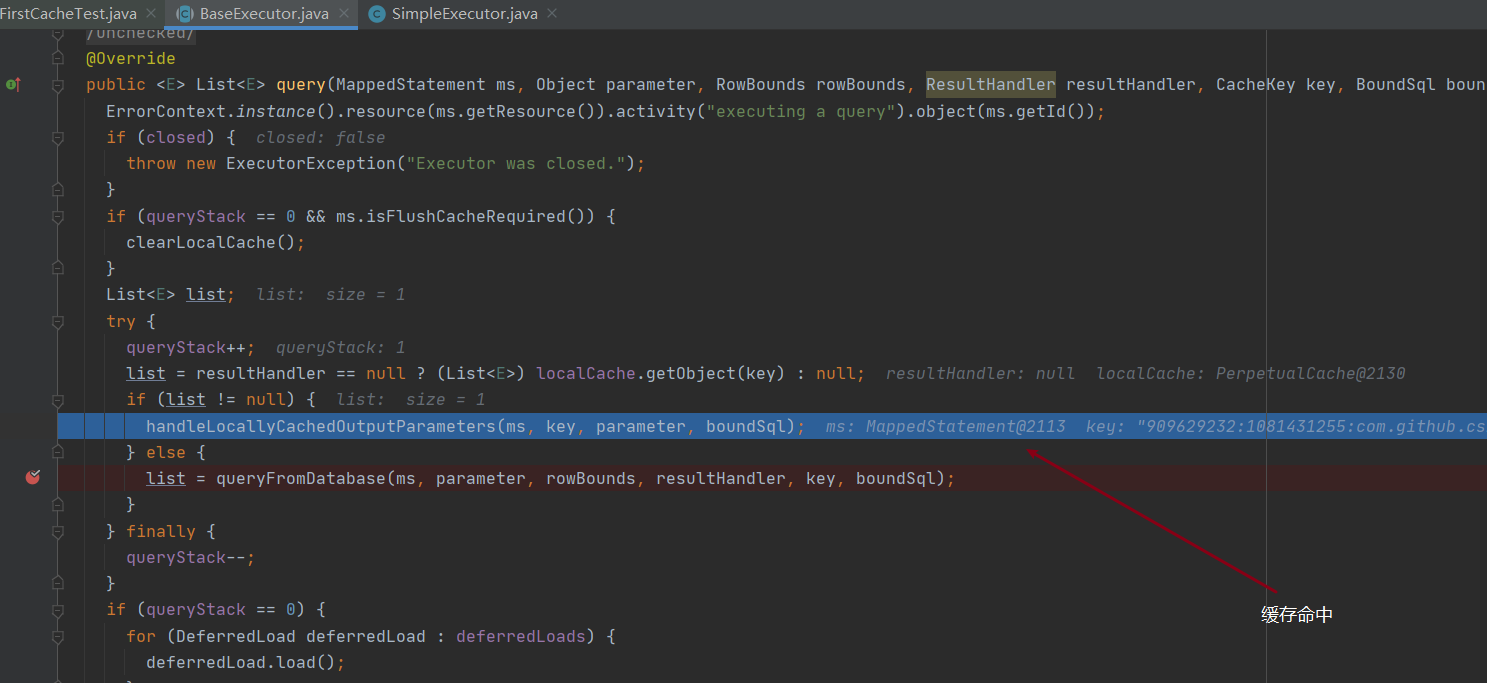 FirstCacheTest.java BaseExecutor.java SimpleExecutor.java
/unchecked/
@Override
public <E> List<E> query(MappedStatement ms, Object parameter, RowBounds rowBounds, ResultHandler resultHandler, CacheKey key, BoundSql boun
ErrorContext.instance().resource(ms.getResource()).activity("executing a query").object(ms.getId());
if (closed) { closed: false
throw new ExecutorException("Executor was closed.");
}
if (queryStack == 0 && ms.isFlushCacheRequired()) {
clearLocalCache();
}
List<E> list; list: size = 1
try {
queryStack++; queryStack: 1
list = resultHandler == null ? (List<E>) localCache.getObject(key) : null; resultHandler: null localCache: PerpetualCache@2130
if (list != null) { list: size = 1
handleLocallyCachedOutputParameters(ms, key, parameter, boundSql); ms: MappedStatement@2113 key: "909629232:1081431255:com.github.cs
} else {
list = queryFromDatabase(ms, parameter, rowBounds, resultHandler, key, boundSql);
}
} finally {
queryStack--;
}
if (queryStack == 0) {
缓存命中
for (DeferredLoad deferredLoad : deferredLoads) {
deferredLoad.load();